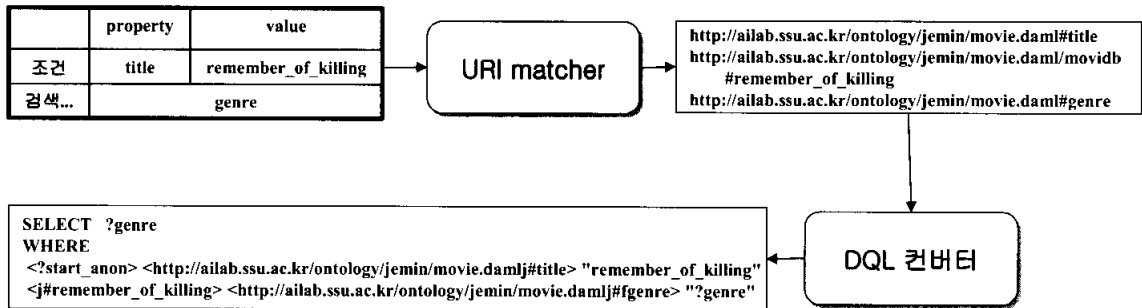 property value
조건 title remember_of_killing
검색... genre
URI matcher
http://ailab.ssu.ac.kr/ontology/jemin/movie.daml#title
http://ailab.ssu.ac.kr/ontology/jemin/movie.daml/movidb
#remember_of_killing
http://ailab.ssu.ac.kr/ontology/jemin/movie.daml#genre
DQL 컨버터
SELECT ?genre
WHERE
<?start_anon> <http://ailab.ssu.ac.kr/ontology/jemin/movie.damlj#title> "remember_of_killing"
<j#remember_of_killing> <http://ailab.ssu.ac.kr/ontology/jemin/movie.damlj#fgenre> "?genre"